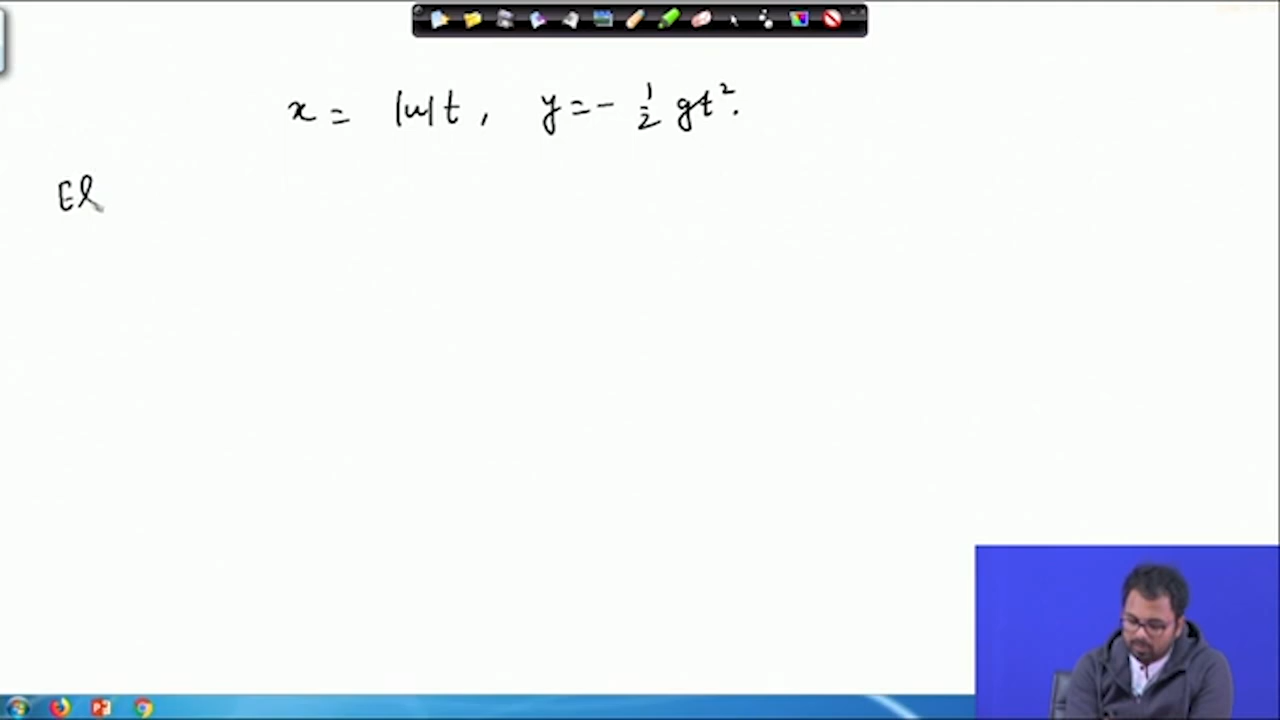 x = |u|t, y = - 1/2 gt².
El